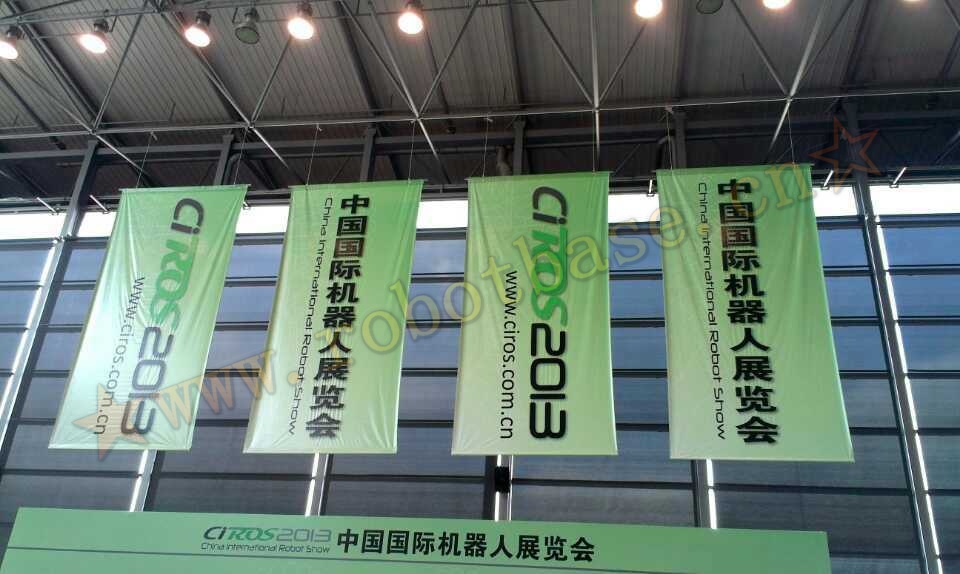 CiROS2013
www.ciros.com.cn
中国国际机器人展览会
China International Robot Show
CiROS2013
www.ciros.com.cn
中国国际机器人展览会
China International Robot Show
www.robotbase.cn
CiROS2013
China International Robot Show
中国国际机器人展览会